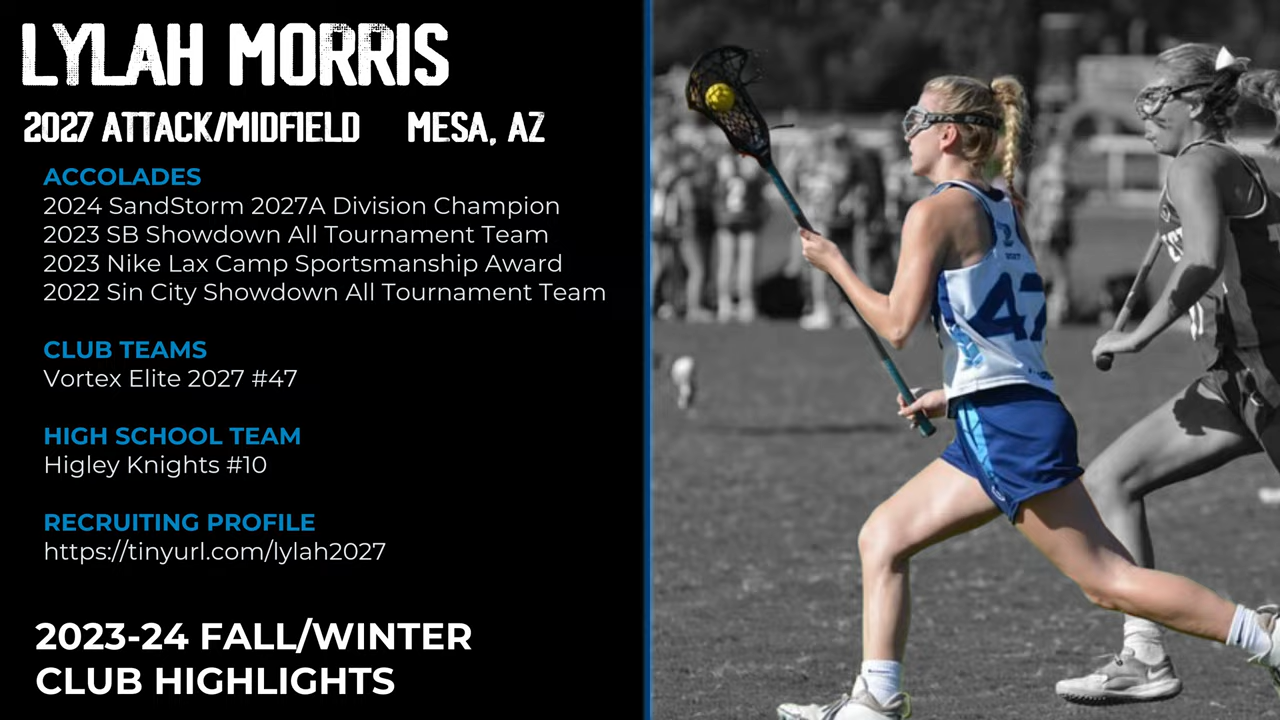 LYLAH MORRIS
2027 ATTACK/MIDFIELD MESA, AZ
ACCOLADES
2024 SandStorm 2027A Division Champion
2023 SB Showdown All Tournament Team
2023 Nike Lax Camp Sportsmanship Award
2022 Sin City Showdown All Tournament Team
CLUB TEAMS
Vortex Elite 2027 #47
HIGH SCHOOL TEAM
Higley Knights #10
RECRUITING PROFILE
https://tinyurl.com/lylah2027
2023-24 FALL/WINTER
CLUB HIGHLIGHTS
2027
47